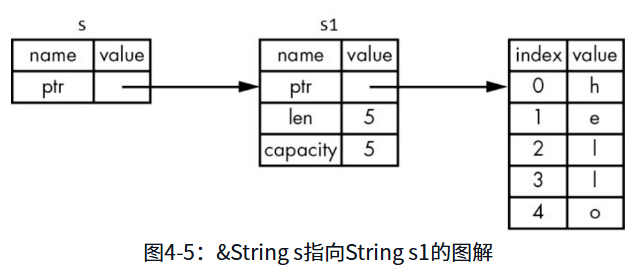 s
name value
ptr
s1
name value
ptr
len 5
capacity 5
index value
0 h
1 e
2 l
3 l
4 o
图4-5：&String s指向String s1的图解